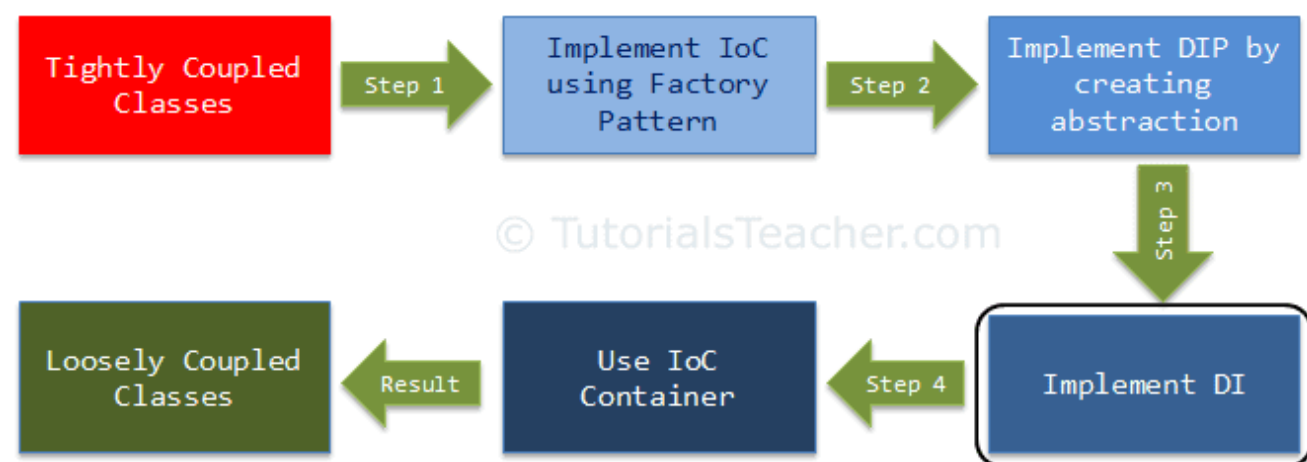 Tightly Coupled
Classes
Step 1
Implement IoC
using Factory
Pattern
Step 2
Implement DIP by
creating
abstraction
Step 3
© TutorialsTeacher.com
Implement DI
Step 4
Use IoC
Container
Result
Loosely Coupled
Classes